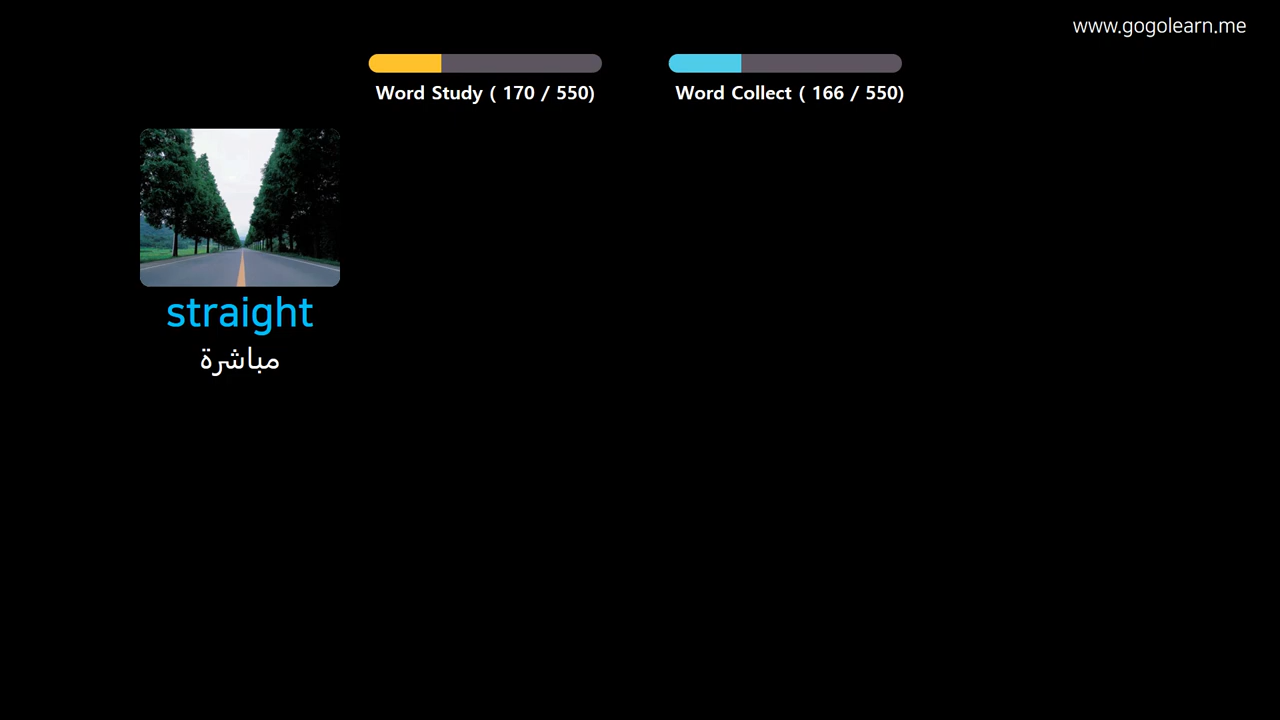 www.gogolearn.me
Word Study ( 170 / 550)
Word Collect ( 166 / 550)
straight
مباشرة